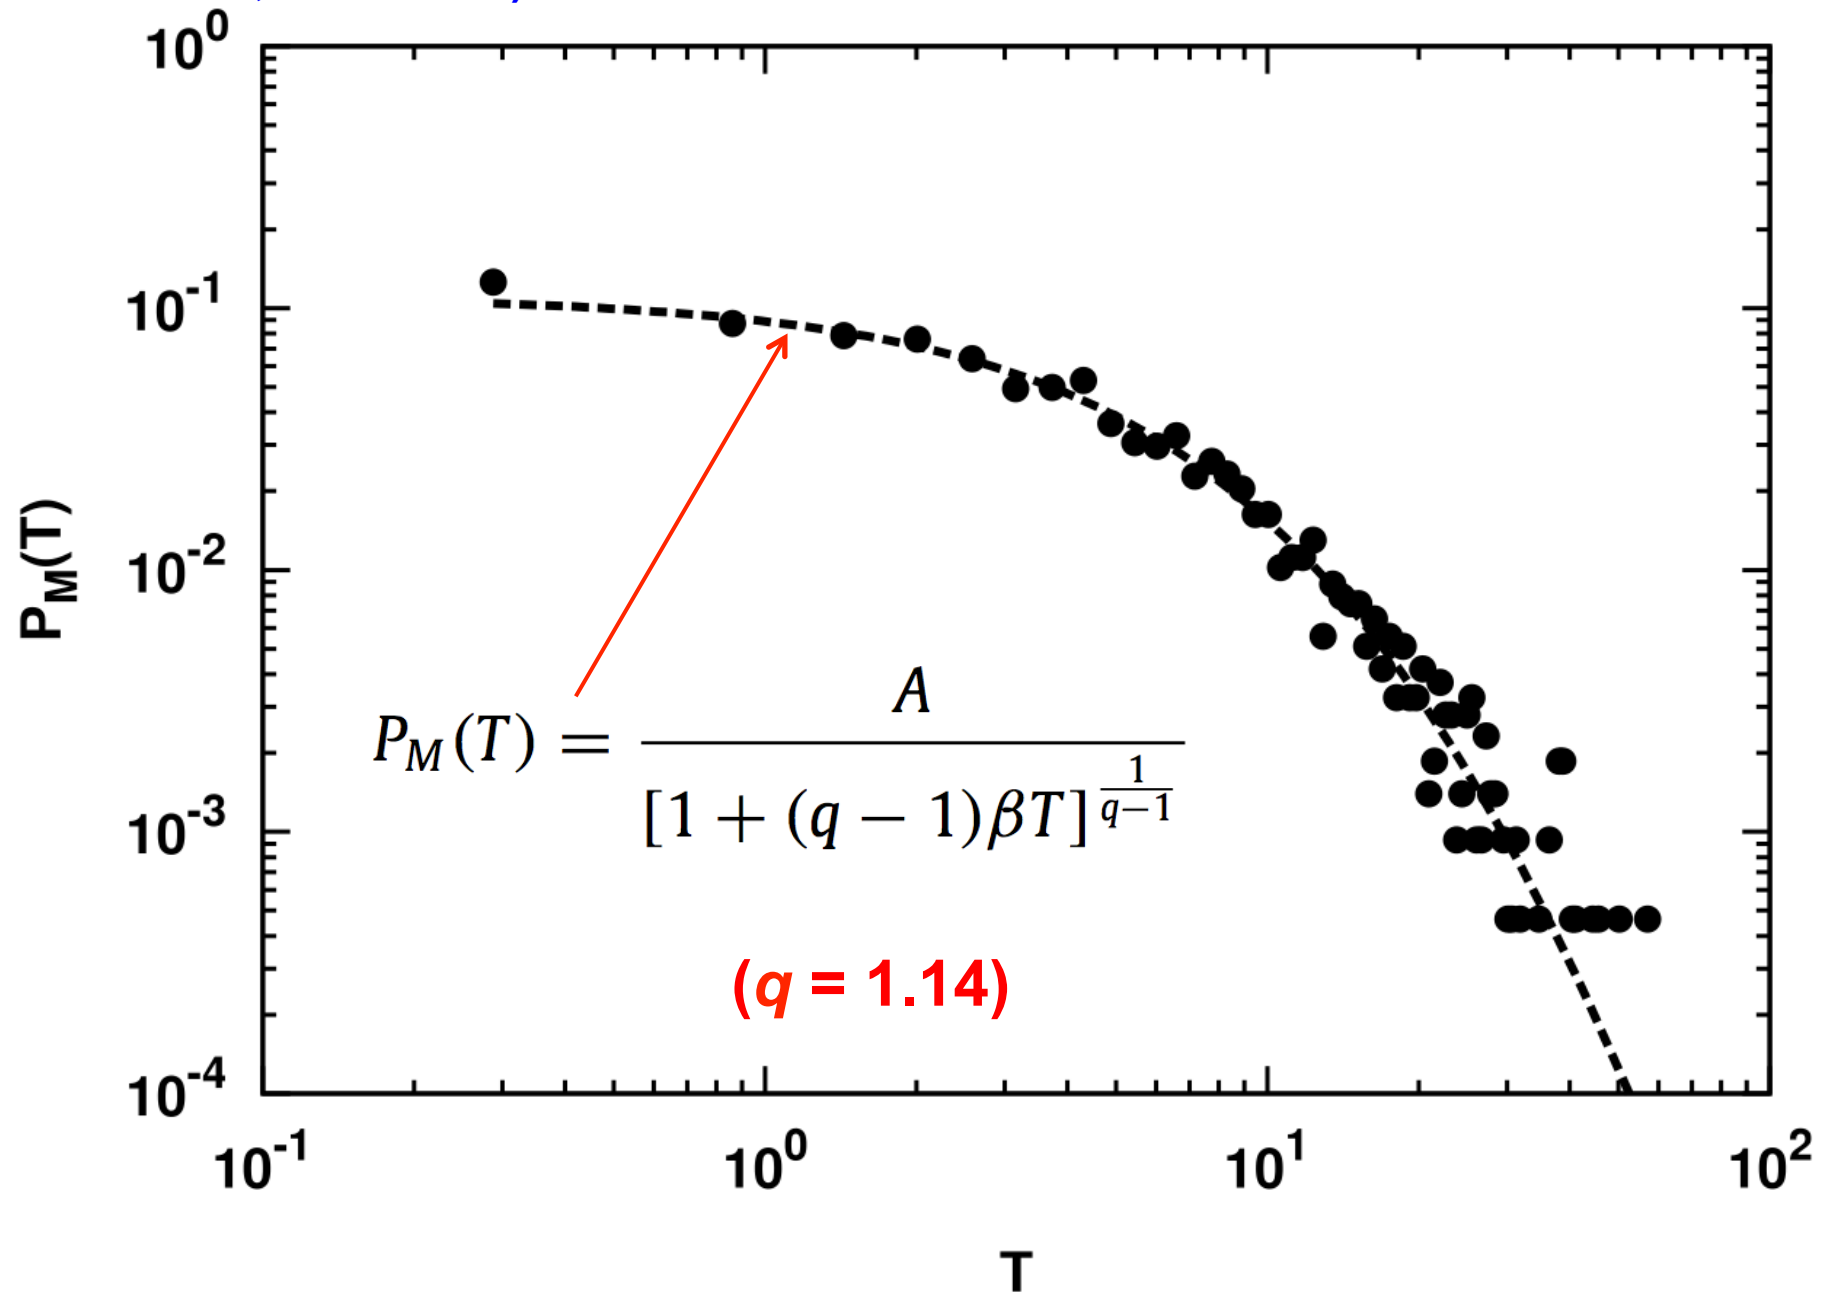 10^0
10^-1
10^-2
10^-3
10^-4
P_M(T)
P_M(T) = A / [1 + (q − 1)βT]^(1/(q−1))
(q = 1.14)
10^-1 10^0 10^1 10^2
T